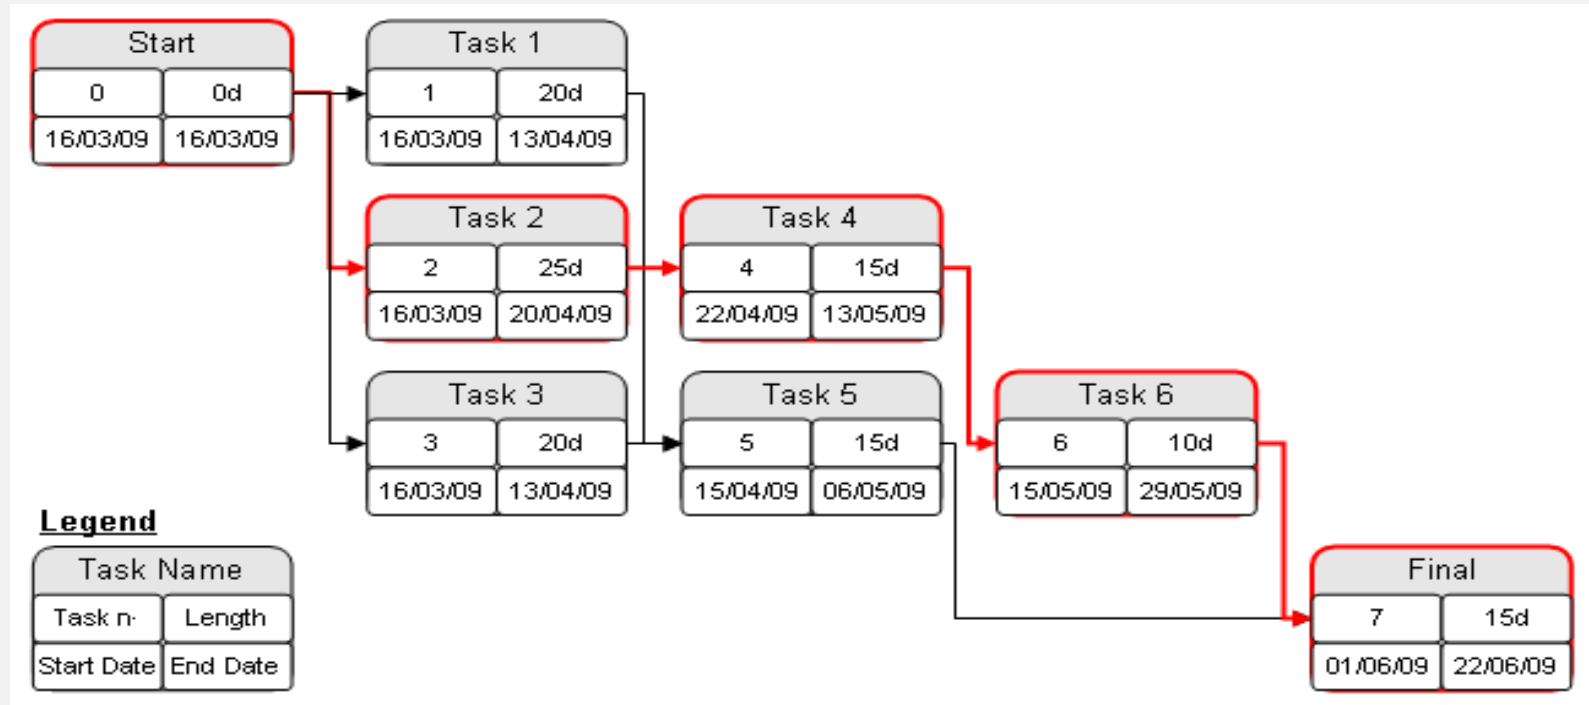 Start
0 0d
16/03/09 16/03/09
Task 1
1 20d
16/03/09 13/04/09
Task 2
2 25d
16/03/09 20/04/09
Task 4
4 15d
22/04/09 13/05/09
Task 3
3 20d
16/03/09 13/04/09
Task 5
5 15d
15/04/09 06/05/09
Task 6
6 10d
15/05/09 29/05/09
Legend
Task Name
Task n· Length
Start Date End Date
Final
7 15d
01/06/09 22/06/09